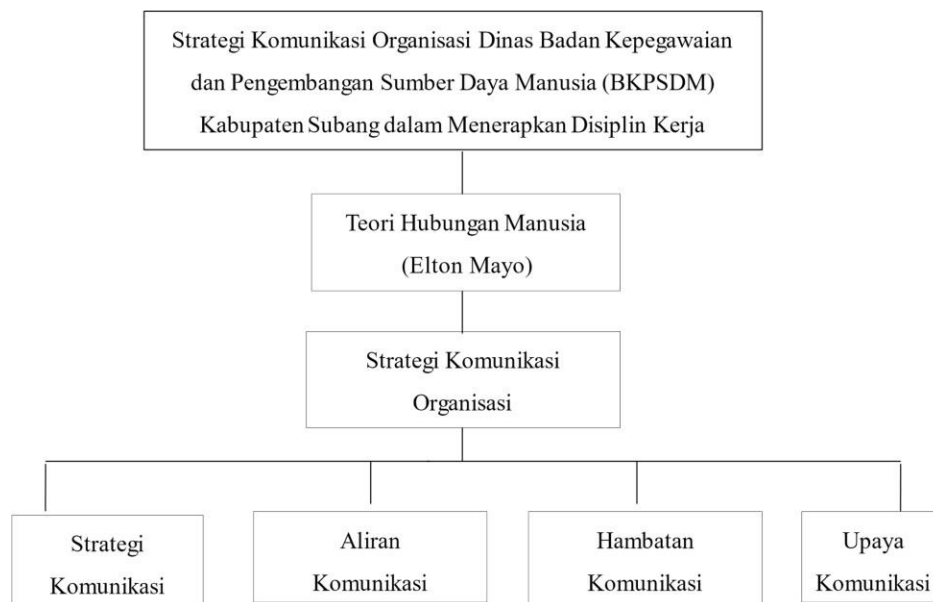 Strategi Komunikasi Organisasi Dinas Badan Kepegawaian
dan Pengembangan Sumber Daya Manusia (BKPSDM)
Kabupaten Subang dalam Menerapkan Disiplin Kerja
Teori Hubungan Manusia
(Elton Mayo)
Strategi Komunikasi
Organisasi
Strategi
Komunikasi
Aliran
Komunikasi
Hambatan
Komunikasi
Upaya
Komunikasi